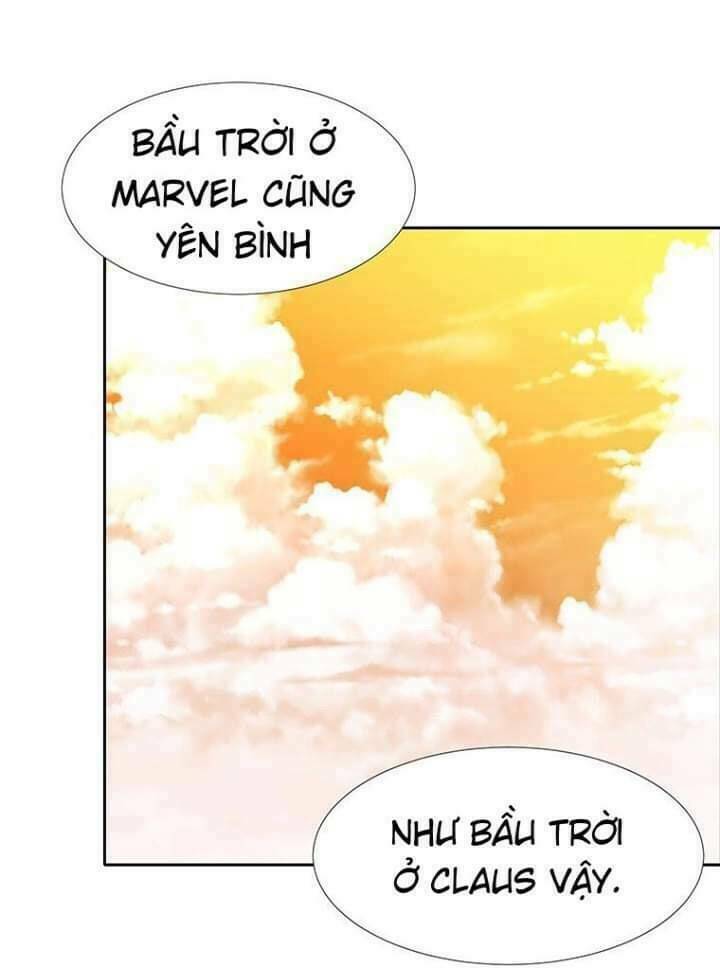 BẦU TRỜI Ở
MARVEL CŨNG
YÊN BÌNH
NHƯ BẦU TRỜI
Ở CLAUS VẬY.